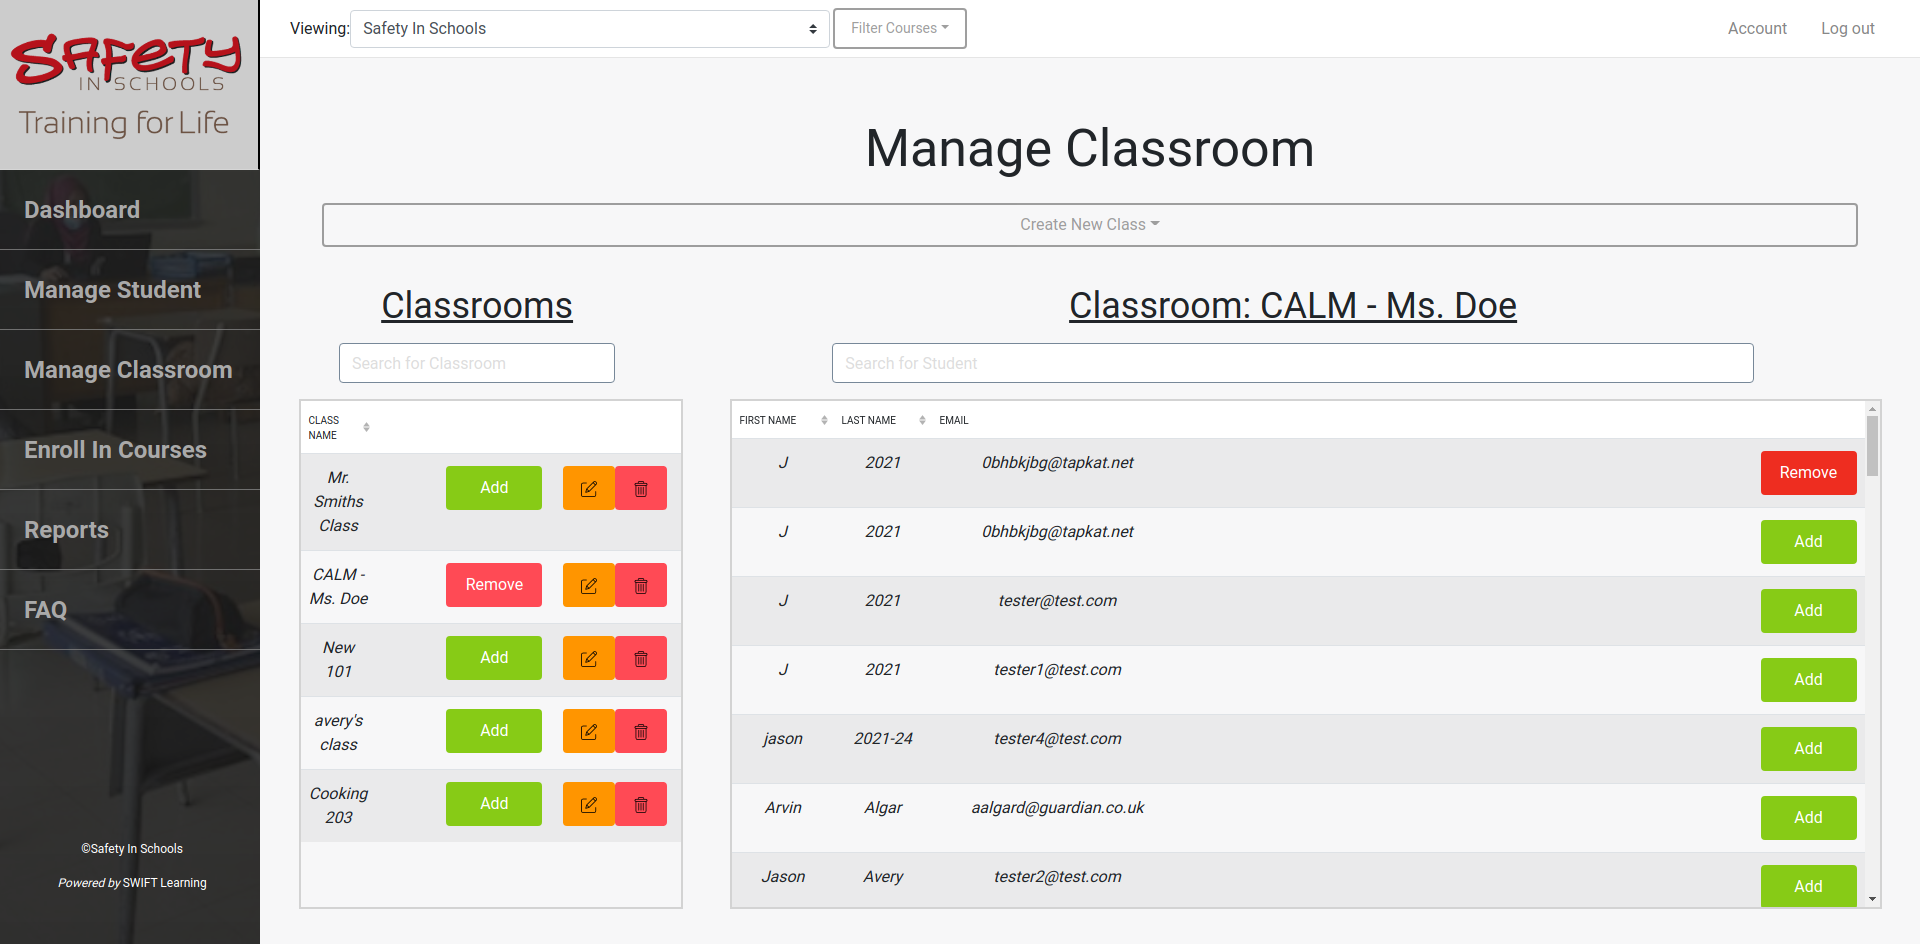 SAFETY
IN SCHOOLS
Training for Life
Dashboard
Manage Student
Manage Classroom
Enroll In Courses
Reports
FAQ
©Safety In Schools
Powered by SWIFT Learning
Viewing: Safety In Schools Filter Courses
Account Log out
Manage Classroom
Create New Class
Classrooms
Search for Classroom
CLASS
NAME
Mr.
Smiths
Class
Add
CALM -
Ms. Doe
Remove
New
101
Add
avery's
class
Add
Cooking
203
Add
Classroom: CALM - Ms. Doe
Search for Student
FIRST NAME LAST NAME EMAIL
J 2021 0bhbkjbg@tapkat.net Remove
J 2021 0bhbkjbg@tapkat.net Add
J 2021 tester@test.com Add
J 2021 tester1@test.com Add
jason 2021-24 tester4@test.com Add
Arvin Algar aalgard@guardian.co.uk Add
Jason Avery tester2@test.com Add